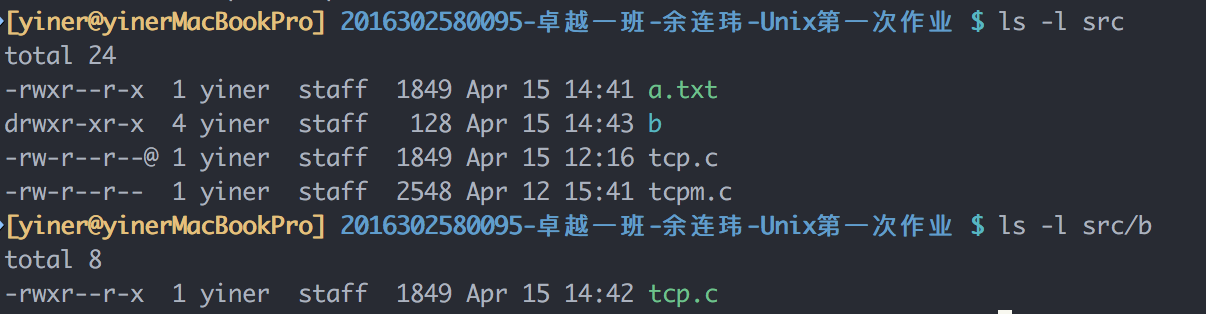 [yiner@yinerMacBookPro] 2016302580095-卓越一班-余连玮-Unix第一次作业 $ ls -l src
total 24
-rwxr--r-x  1 yiner  staff  1849 Apr 15 14:41 a.txt
drwxr-xr-x  4 yiner  staff   128 Apr 15 14:43 b
-rw-r--r--@ 1 yiner  staff  1849 Apr 15 12:16 tcp.c
-rw-r--r--  1 yiner  staff  2548 Apr 12 15:41 tcpm.c
[yiner@yinerMacBookPro] 2016302580095-卓越一班-余连玮-Unix第一次作业 $ ls -l src/b
total 8
-rwxr--r-x  1 yiner  staff  1849 Apr 15 14:42 tcp.c